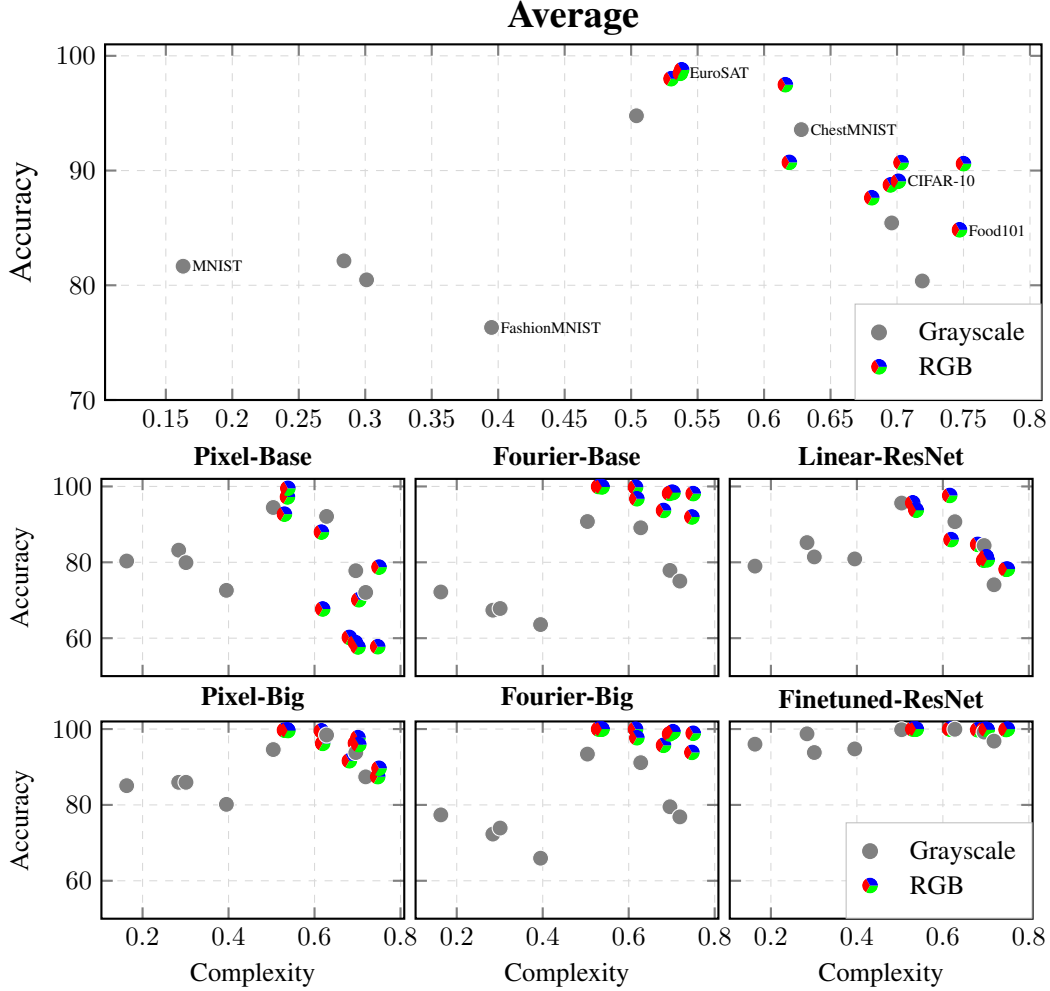 Average
100
90
80
70
Accuracy
EuroSAT
ChestMNIST
CIFAR-10
Food101
MNIST
FashionMNIST
Grayscale
RGB
0.15 0.2 0.25 0.3 0.35 0.4 0.45 0.5 0.55 0.6 0.65 0.7 0.75 0.8
Pixel-Base Fourier-Base Linear-ResNet
100
80
60
Accuracy
Pixel-Big Fourier-Big Finetuned-ResNet
100
80
60
Accuracy
Grayscale
RGB
0.2 0.4 0.6 0.8 0.2 0.4 0.6 0.8 0.2 0.4 0.6 0.8
Complexity Complexity Complexity